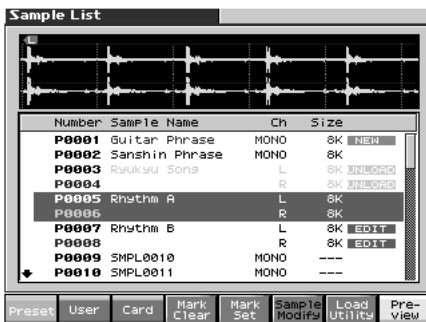 Sample List
L
Number Sample Name Ch Size
P0001 Guitar Phrase MONO 8K NEW
P0002 Sanshin Phrase MONO 8K
P0003 Ryukyu Song L 8K UNLOAD
P0004 R 8K UNLOAD
P0005 Rhythm A L 8K
P0006 R 8K
P0007 Rhythm B L 8K EDIT
P0008 R 8K EDIT
P0009 SMPL0010 MONO ---
P0010 SMPL0011 MONO ---
Preset User Card Mark Clear Mark Set Sample Modify Load Utility Pre-view